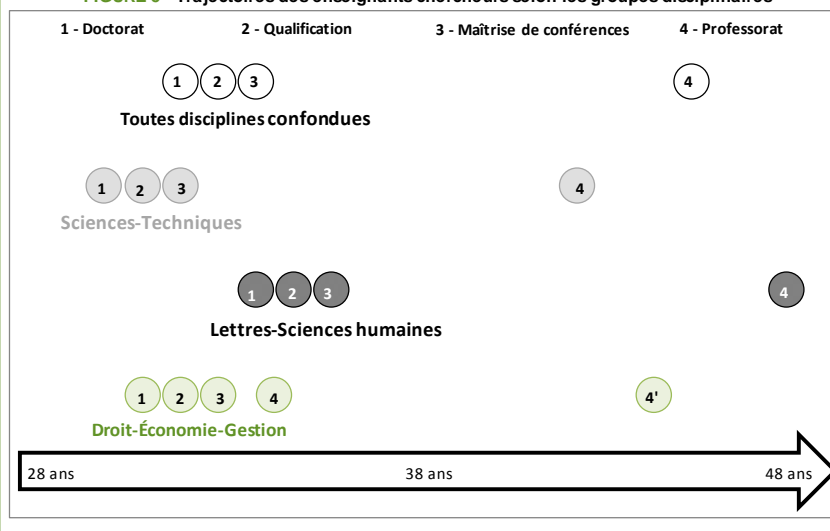 FIGURE 5 - Trajectoires des enseignants-chercheurs selon les groupes disciplinaires
1 - Doctorat 2 - Qualification 3 - Maîtrise de conférences 4 - Professorat
1 2 3 4
Toutes disciplines confondues
1 2 3 4
Sciences-Techniques
1 2 3 4
Lettres-Sciences humaines
1 2 3 4 4'
Droit-Économie-Gestion
28 ans 38 ans 48 ans